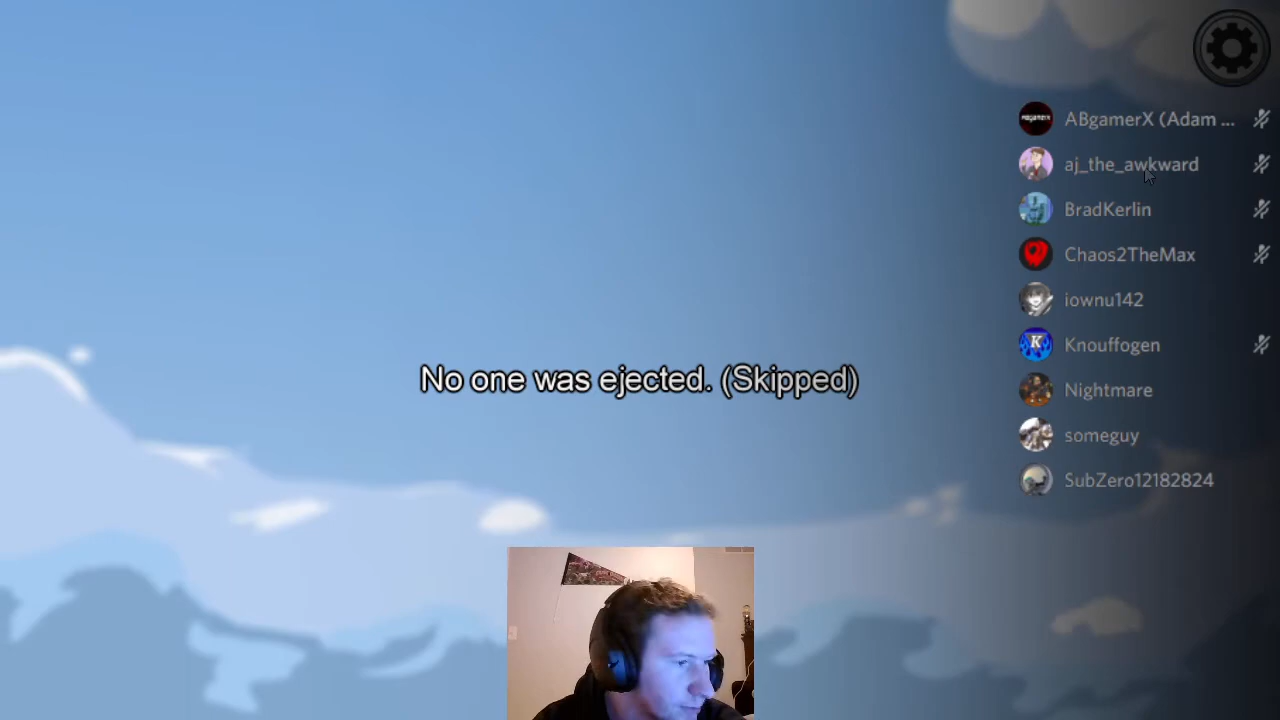 ABgamerX (Adam ...
aj_the_awkward
BradKerlin
Chaos2TheMax
iownu142
Knouffogen
Nightmare
someguy
SubZero12182824
No one was ejected. (Skipped)